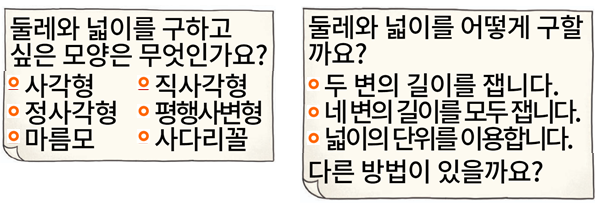 둘레와 넓이를 구하고
싶은 모양은 무엇인가요?
사각형 직사각형
정사각형 평행사변형
마름모 사다리꼴
둘레와 넓이를 어떻게 구할
까요?
두 변의 길이를 잽니다.
네 변의 길이를 모두 잽니다.
넓이의 단위를 이용합니다.
다른 방법이 있을까요?